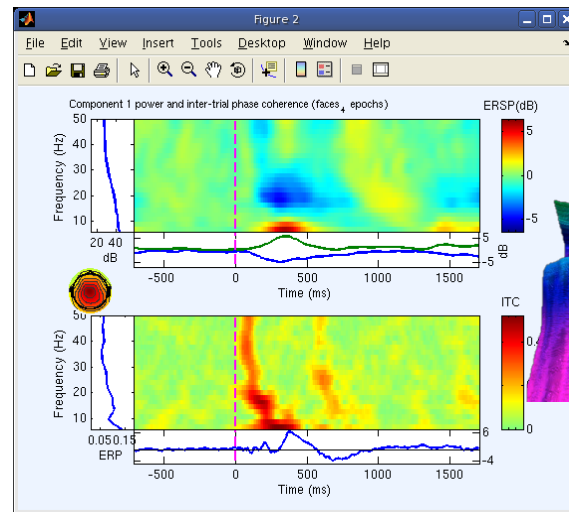 Figure 2
File Edit View Insert Tools Desktop Window Help
Component 1 power and inter-trial phase coherence (faces₄ epochs)
ERSP(dB)
50
40
30
20
10
Frequency (Hz)
20 40
dB
5
0
-5
5
-5
dB
-500 0 500 1000 1500
Time (ms)
ITC
50
40
30
20
10
Frequency (Hz)
0.05 0.15
ERP
0
6
-4
-500 0 500 1000 1500
Time (ms)